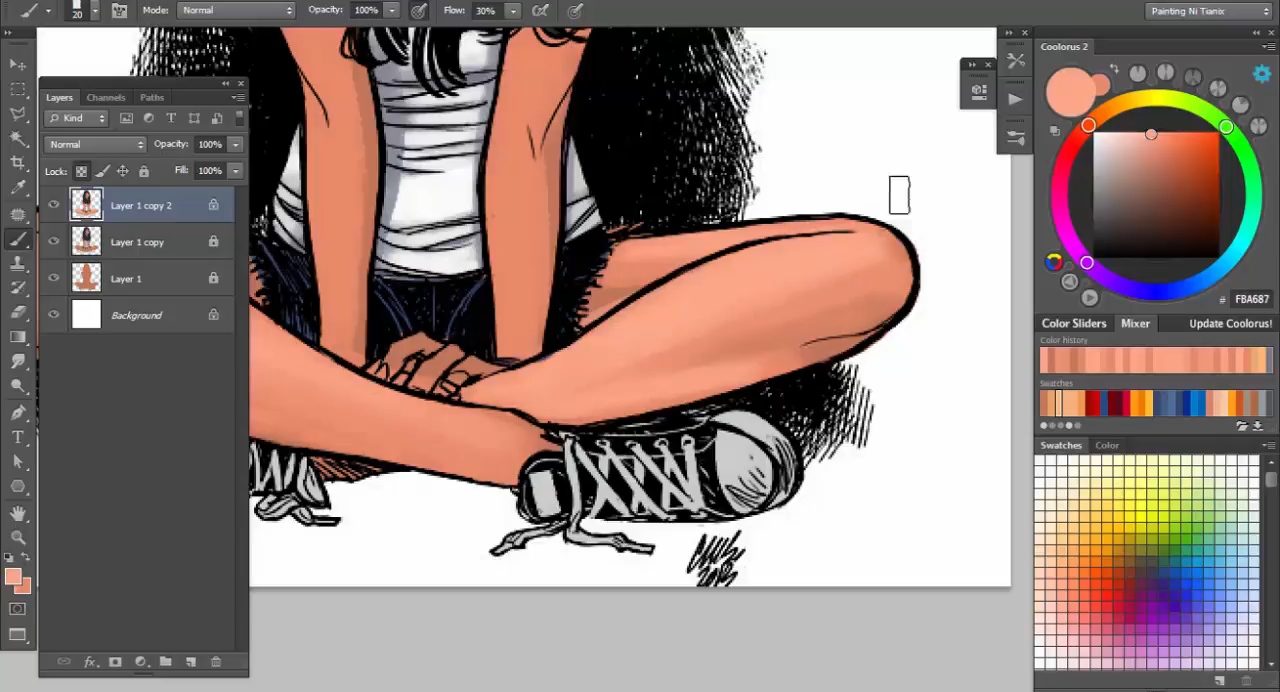 20
Mode: Normal
Opacity: 100%
Flow: 30%
Painting Ni Tianix
Layers Channels Paths
Kind
Normal
Opacity: 100%
Lock:
Fill: 100%
Layer 1 copy 2
Layer 1 copy
Layer 1
Background
fx
Coolorus 2
# FBA687
Color Sliders Mixer Update Coolorus!
Color history
Swatches
Swatches Color